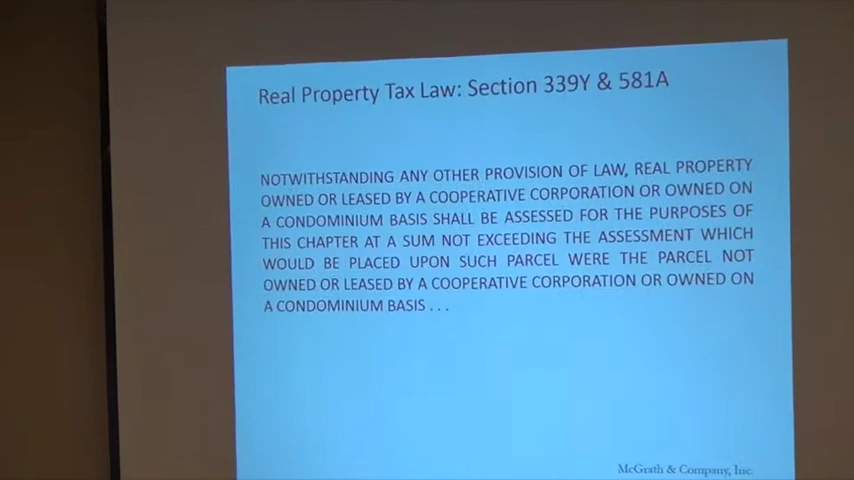 Real Property Tax Law: Section 339Y & 581A
NOTWITHSTANDING ANY OTHER PROVISION OF LAW, REAL PROPERTY
OWNED OR LEASED BY A COOPERATIVE CORPORATION OR OWNED ON
A CONDOMINIUM BASIS SHALL BE ASSESSED FOR THE PURPOSES OF
THIS CHAPTER AT A SUM NOT EXCEEDING THE ASSESSMENT WHICH
WOULD BE PLACED UPON SUCH PARCEL WERE THE PARCEL NOT
OWNED OR LEASED BY A COOPERATIVE CORPORATION OR OWNED ON
A CONDOMINIUM BASIS . . .
McGrath & Company, Inc.